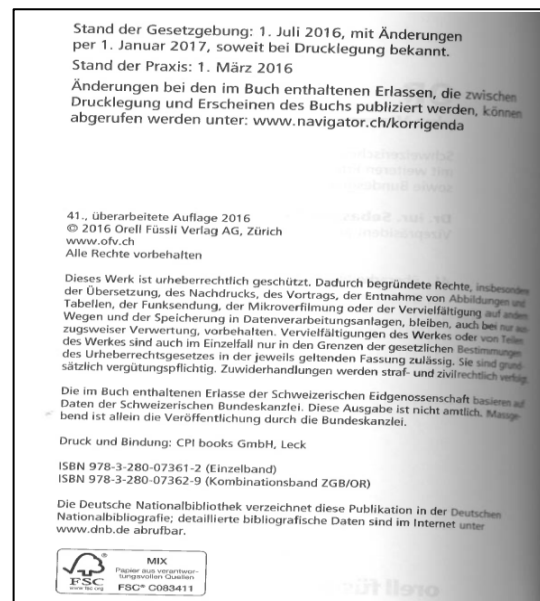 Stand der Gesetzgebung: 1. Juli 2016, mit Änderungen
per 1. Januar 2017, soweit bei Drucklegung bekannt.
Stand der Praxis: 1. März 2016
Änderungen bei den im Buch enthaltenen Erlassen, die zwischen
Drucklegung und Erscheinen des Buchs publiziert werden, können
abgerufen werden unter: www.navigator.ch/korrigenda
41., überarbeitete Auflage 2016
© 2016 Orell Füssli Verlag AG, Zürich
www.ofv.ch
Alle Rechte vorbehalten
Dieses Werk ist urheberrechtlich geschützt. Dadurch begründete Rechte, insbesondere
der Übersetzung, des Nachdrucks, des Vortrags, der Entnahme von Abbildungen und
Tabellen, der Funksendung, der Mikroverfilmung oder der Vervielfältigung auf andern
Wegen und der Speicherung in Datenverarbeitungsanlagen, bleiben, auch bei nur aus-
zugsweiser Verwertung, vorbehalten. Vervielfältigungen des Werkes oder von Teilen
des Werkes sind auch im Einzelfall nur in den Grenzen der gesetzlichen Bestimmungen
des Urheberrechtsgesetzes in der jeweils geltenden Fassung zulässig. Sie sind grund-
sätzlich vergütungspflichtig. Zuwiderhandlungen werden straf- und zivilrechtlich verfolgt.
Die im Buch enthaltenen Erlasse der Schweizerischen Eidgenossenschaft basieren auf
Daten der Schweizerischen Bundeskanzlei. Diese Ausgabe ist nicht amtlich. Massge-
bend ist allein die Veröffentlichung durch die Bundeskanzlei.
Druck und Bindung: CPI books GmbH, Leck
ISBN 978-3-280-07361-2 (Einzelband)
ISBN 978-3-280-07362-9 (Kombinationsband ZGB/OR)
Die Deutsche Nationalbibliothek verzeichnet diese Publikation in der Deutschen
Nationalbibliografie; detaillierte bibliografische Daten sind im Internet unter
www.dnb.de abrufbar.
FSC
www.fsc.org
MIX
Papier aus verantwor-
tungsvollen Quellen
FSC® C083411